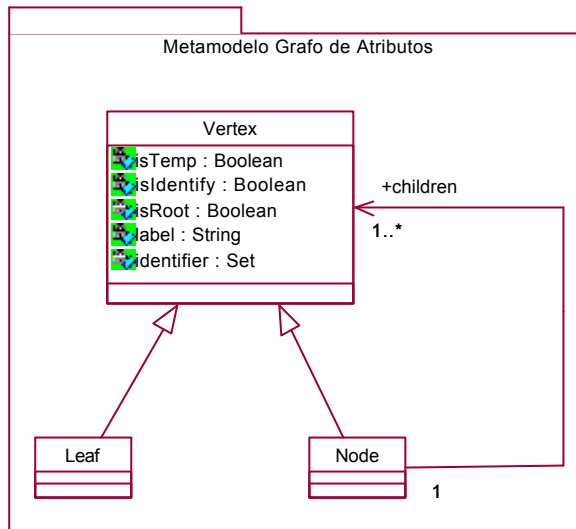 Metamodelo Grafo de Atributos
Vertex
isTemp : Boolean
isIdentify : Boolean
isRoot : Boolean
label : String
identifier : Set
+children
1..*
Leaf
Node
1